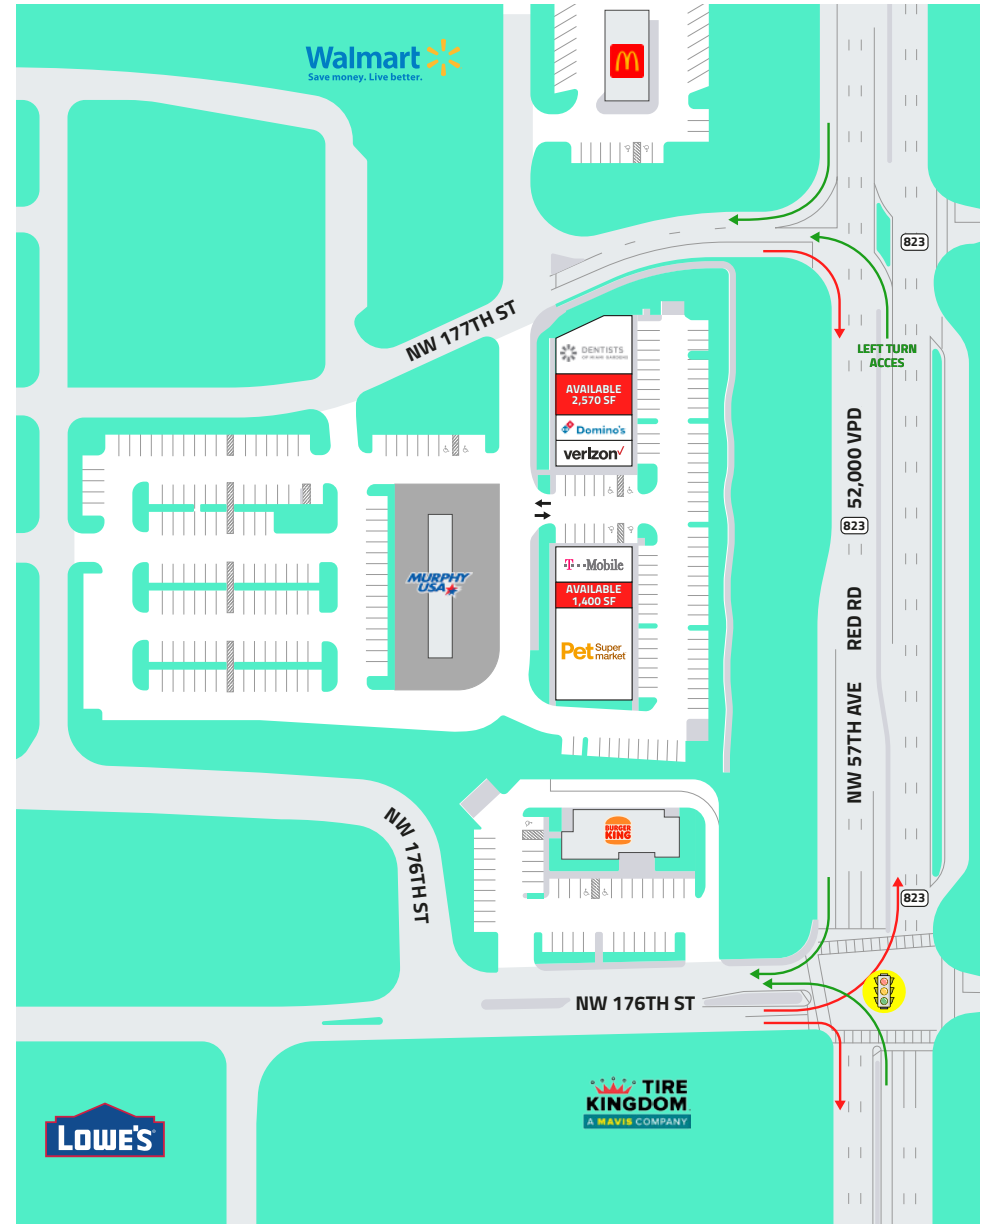 Walmart
Save money. Live better.
823
NW 177TH ST
LEFT TURN
ACCES
DENTISTS
OF MIAMI GARDENS
AVAILABLE
2,570 SF
Domino's
verizon
52,000 VPD
823
T··Mobile
AVAILABLE
1,400 SF
MURPHY
USA
RED RD
Pet Super
market
NW 57TH AVE
BURGER
KING
NW 176TH ST
823
NW 176TH ST
TIRE
KINGDOM
A MAVIS COMPANY
LOWE'S